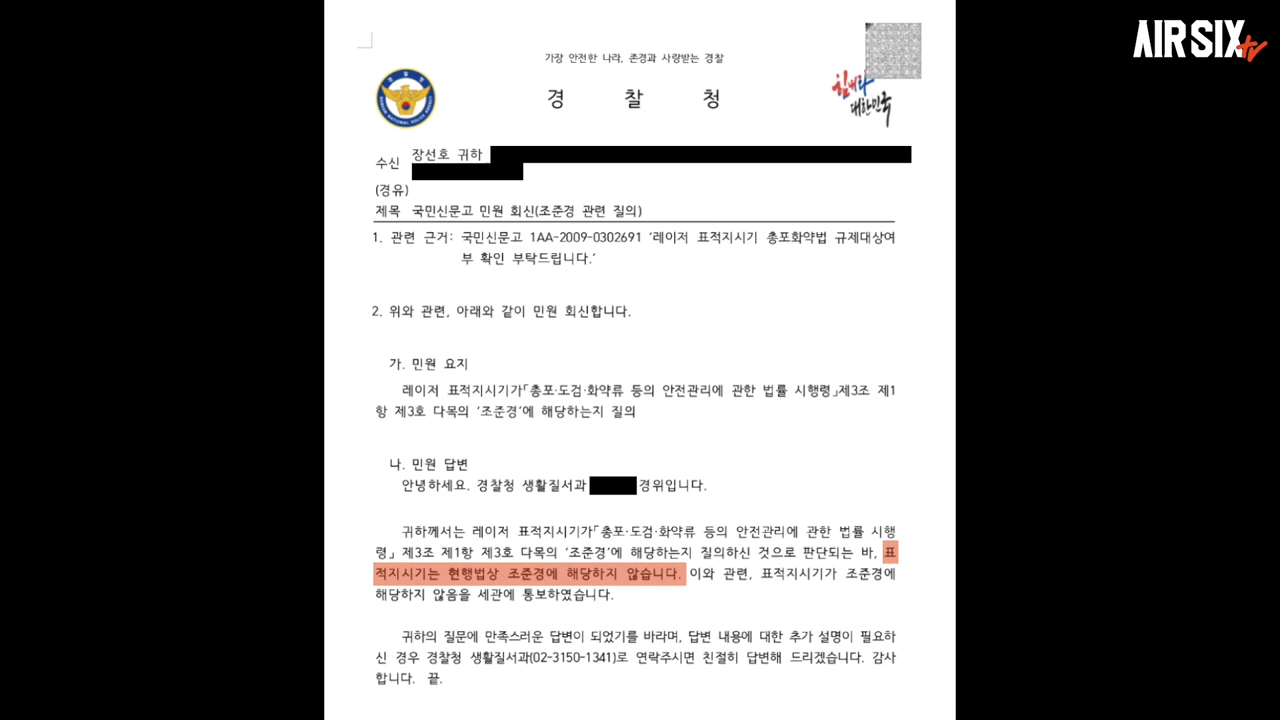 AIR SIX tv
가장 안전한 나라, 존경과 사랑받는 경찰
경 찰 청
힘내라
대한민국
수신 장선호 귀하
(경유)
제목 국민신문고 민원 회신(조준경 관련 질의)
1. 관련 근거: 국민신문고 1AA-2009-0302691 '레이저 표적지시기 총포화약법 규제대상여
부 확인 부탁드립니다.'
2. 위와 관련, 아래와 같이 민원 회신합니다.
가. 민원 요지
레이저 표적지시기가「총포·도검·화약류 등의 안전관리에 관한 법률 시행령」제3조 제1
항 제3호 다목의 '조준경'에 해당하는지 질의
나. 민원 답변
안녕하세요. 경찰청 생활질서과 경위입니다.
귀하께서는 레이저 표적지시기가「총포·도검·화약류 등의 안전관리에 관한 법률 시행
령」 제3조 제1항 제3호 다목의 '조준경'에 해당하는지 질의하신 것으로 판단되는 바, 표
적지시기는 현행법상 조준경에 해당하지 않습니다. 이와 관련, 표적지시기가 조준경에
해당하지 않음을 세관에 통보하였습니다.
귀하의 질문에 만족스러운 답변이 되었기를 바라며, 답변 내용에 대한 추가 설명이 필요하
신 경우 경찰청 생활질서과(02-3150-1341)로 연락주시면 친절히 답변해 드리겠습니다. 감사
합니다. 끝.